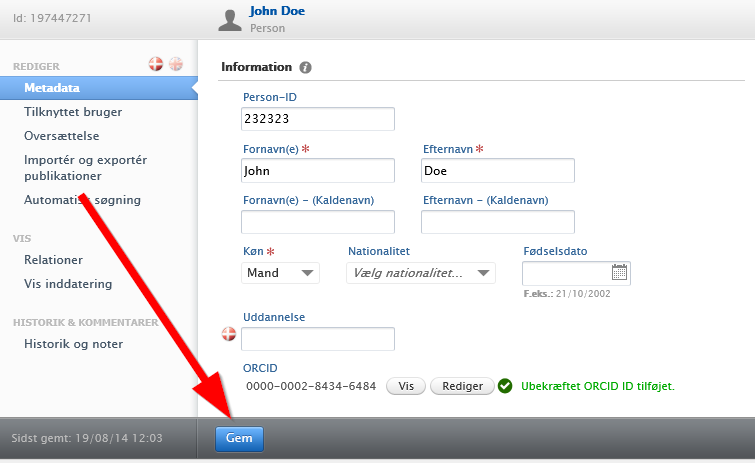 Id: 197447271
John Doe
Person
REDIGER
Metadata
Tilknyttet bruger
Oversættelse
Importér og exportér
publikationer
Automatisk søgning
VIS
Relationer
Vis inddatering
HISTORIK & KOMMENTARER
Historik og noter
Information i
Person-ID
232323
Fornavn(e) * Efternavn *
John Doe
Fornavn(e) - (Kaldenavn) Efternavn - (Kaldenavn)
Køn * Nationalitet Fødselsdato
Mand Vælg nationalitet...
F.eks.: 21/10/2002
Uddannelse
ORCID
0000-0002-8434-6484 Vis Rediger Ubekræftet ORCID ID tilføjet.
Sidst gemt: 19/08/14 12:03 Gem